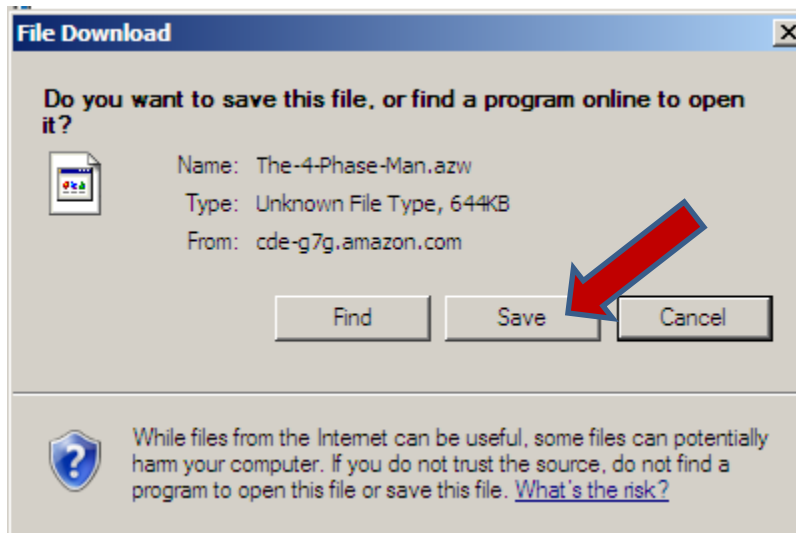 File Download
Do you want to save this file, or find a program online to open
it?
Name: The-4-Phase-Man.azw
Type: Unknown File Type, 644KB
From: cde-g7g.amazon.com
Find Save Cancel
While files from the Internet can be useful, some files can potentially
harm your computer. If you do not trust the source, do not find a
program to open this file or save this file. What's the risk?